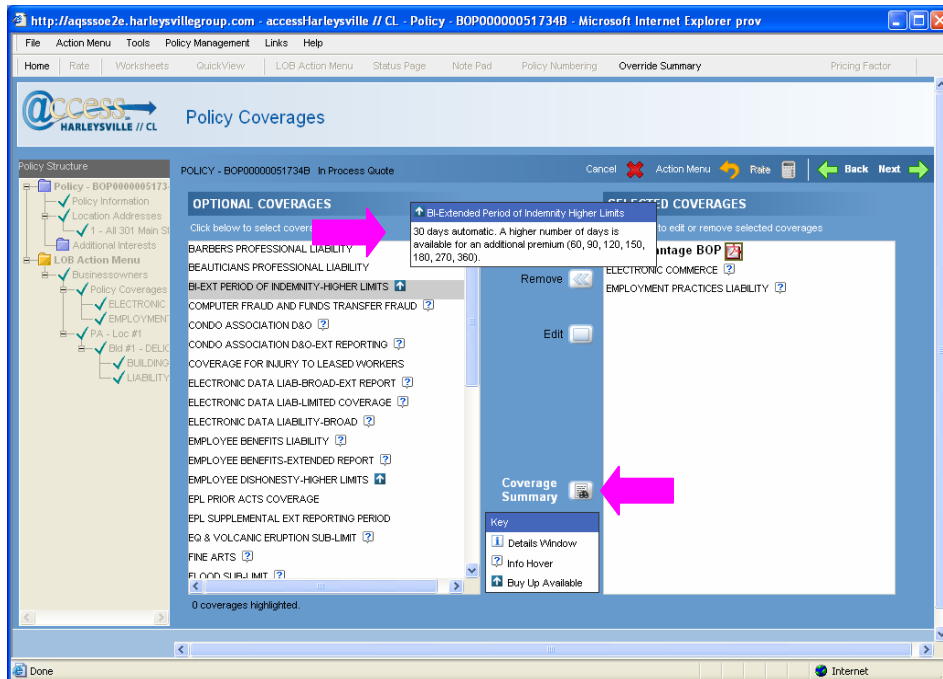 http://aqsssoe2e.harleysvillegroup.com - accessHarleysville // CL - Policy - BOP00000051734B - Microsoft Internet Explorer prov
File Action Menu Tools Policy Management Links Help
Home Rate Worksheets QuickView LOB Action Menu Status Page Note Pad Policy Numbering Override Summary Pricing Factor
@ccess
HARLEYSVILLE // CL
Policy Coverages
Policy Structure
Policy - BOP0000005173
Policy Information
Location Addresses
1 - All 301 Main St
Additional Interests
LOB Action Menu
Businessowners
Policy Coverages
ELECTRONIC
EMPLOYMENT
PA - Loc #1
Bld #1 - DELIC
BUILDING
LIABILITY
POLICY - BOP00000051734B In Process Quote
Cancel Action Menu Rate Back Next
OPTIONAL COVERAGES
Click below to select covera
BARBERS PROFESSIONAL LIABILITY
BEAUTICIANS PROFESSIONAL LIABILITY
BI-EXT PERIOD OF INDEMNITY-HIGHER LIMITS
COMPUTER FRAUD AND FUNDS TRANSFER FRAUD
CONDO ASSOCIATION D&O
CONDO ASSOCIATION D&O-EXT REPORTING
COVERAGE FOR INJURY TO LEASED WORKERS
ELECTRONIC DATA LIAB-BROAD-EXT REPORT
ELECTRONIC DATA LIAB-LIMITED COVERAGE
ELECTRONIC DATA LIABILITY-BROAD
EMPLOYEE BENEFITS LIABILITY
EMPLOYEE BENEFITS-EXTENDED REPORT
EMPLOYEE DISHONESTY-HIGHER LIMITS
EPL PRIOR ACTS COVERAGE
EPL SUPPLEMENTAL EXT REPORTING PERIOD
EQ & VOLCANIC ERUPTION SUB-LIMIT
FINE ARTS
FLOOD SUB-LIMIT
0 coverages highlighted.
BI-Extended Period of Indemnity Higher Limits
30 days automatic. A higher number of days is
available for an additional premium (60, 90, 120, 150,
180, 270, 360).
Remove
Edit
Coverage
Summary
Key
Details Window
Info Hover
Buy Up Available
SELECTED COVERAGES
to edit or remove selected coverages
ntage BOP
ELECTRONIC COMMERCE
EMPLOYMENT PRACTICES LIABILITY
Done
Internet